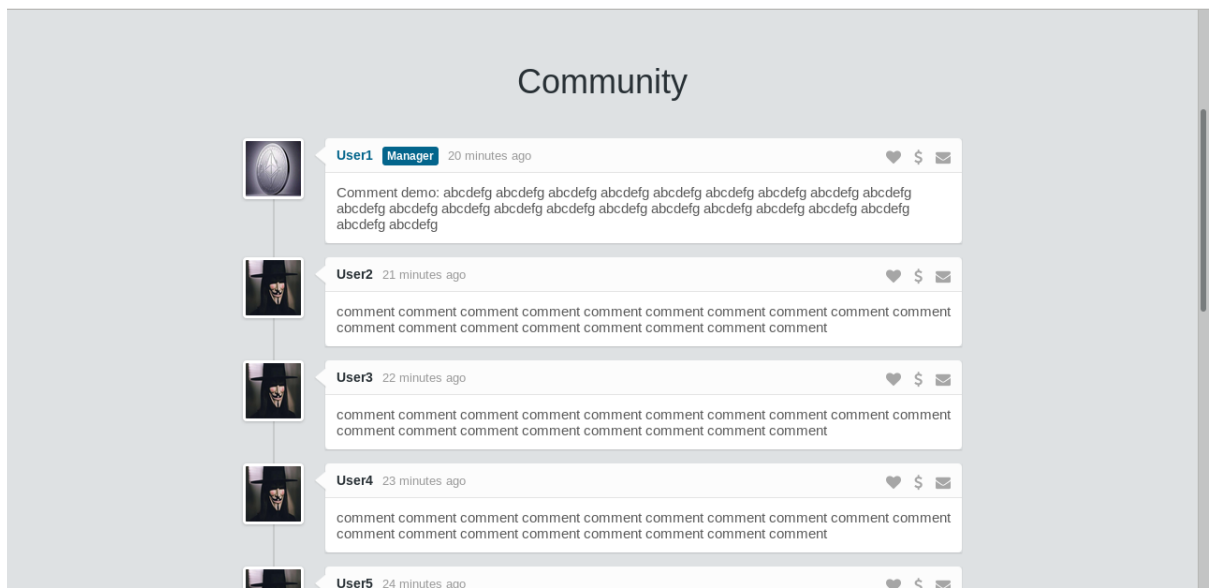 Community
User1 Manager 20 minutes ago
Comment demo: abcdefg abcdefg abcdefg abcdefg abcdefg abcdefg abcdefg abcdefg abcdefg
abcdefg abcdefg abcdefg abcdefg abcdefg abcdefg abcdefg abcdefg abcdefg abcdefg abcdefg
abcdefg abcdefg
User2 21 minutes ago
comment comment comment comment comment comment comment comment comment comment
comment comment comment comment comment comment comment comment
User3 22 minutes ago
comment comment comment comment comment comment comment comment comment comment
comment comment comment comment comment comment comment comment
User4 23 minutes ago
comment comment comment comment comment comment comment comment comment comment
comment comment comment comment comment comment comment comment
User5 24 minutes ago